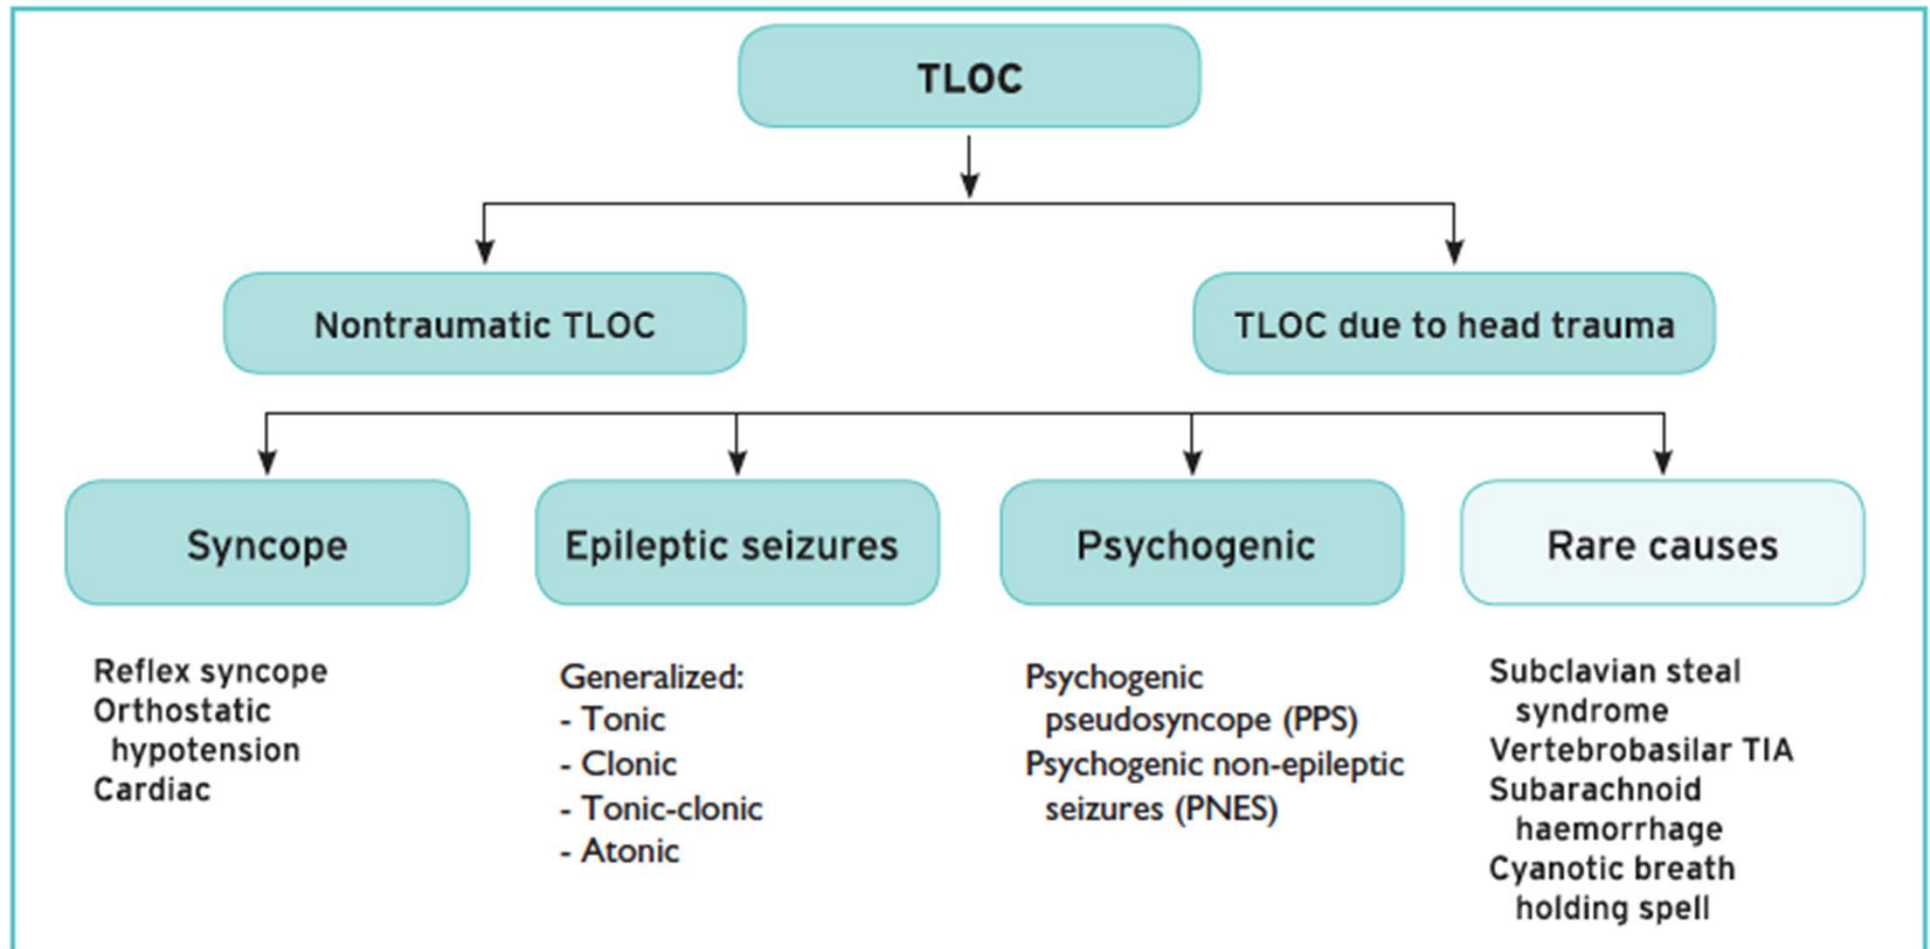 TLOC
Nontraumatic TLOC
TLOC due to head trauma
Syncope
Epileptic seizures
Psychogenic
Rare causes
Reflex syncope
Orthostatic
hypotension
Cardiac
Generalized:
- Tonic
- Clonic
- Tonic-clonic
- Atonic
Psychogenic
pseudosyncope (PPS)
Psychogenic non-epileptic
seizures (PNES)
Subclavian steal
syndrome
Vertebrobasilar TIA
Subarachnoid
haemorrhage
Cyanotic breath
holding spell